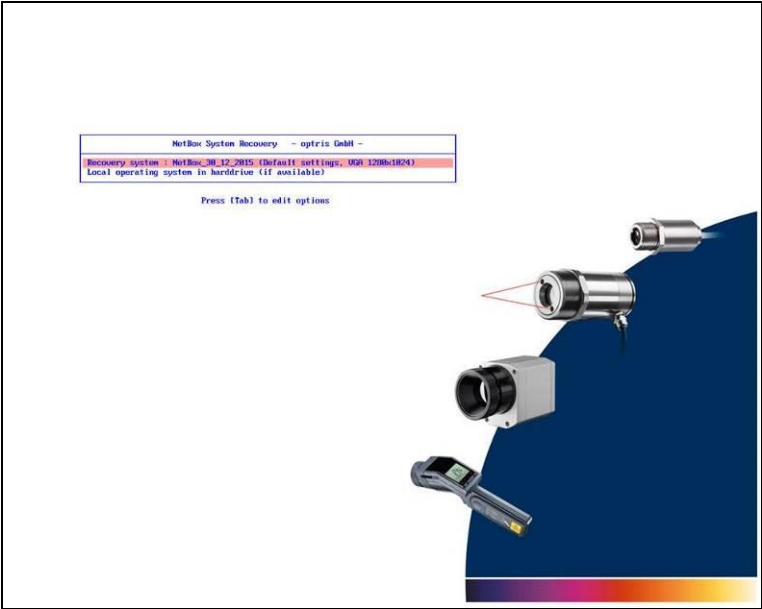 NetBox System Recovery - optris GmbH -
Recovery system : NetBox_30_12_2015 (Default settings, VGA 1280x1024)
Local operating system in harddrive (if available)
Press [Tab] to edit options